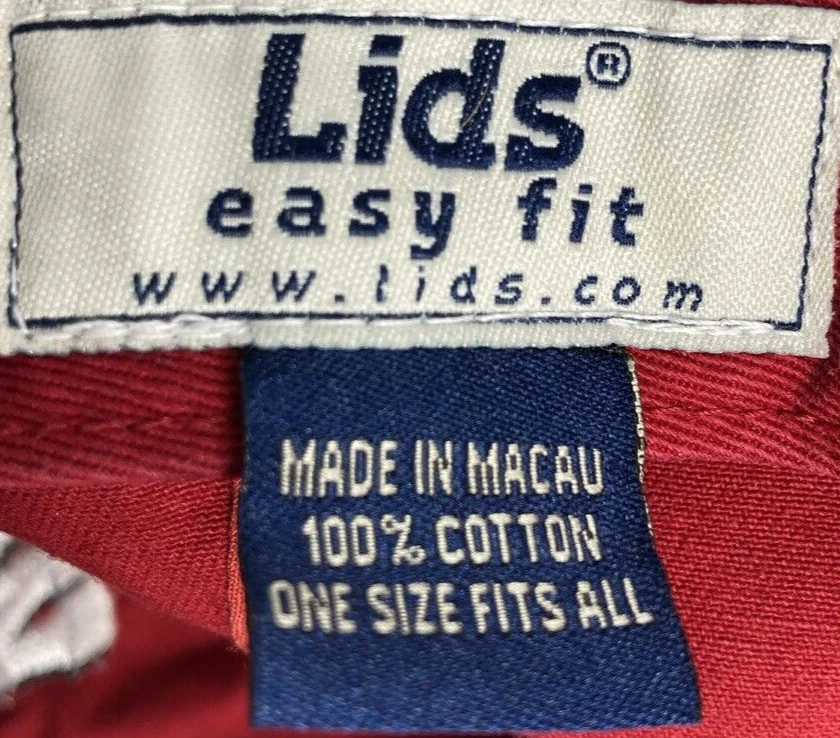 Lids®
easy fit
www.lids.com
MADE IN MACAU
100% COTTON
ONE SIZE FITS ALL